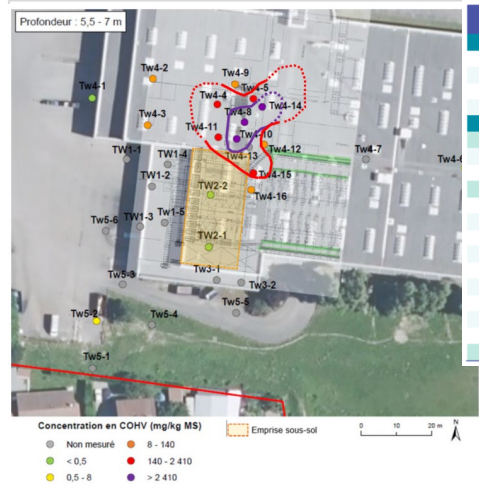 Profondeur : 5,5 - 7 m
Tw4-2
Tw4-9
Tw4-1
Tw4-5
Tw4-4
Tw4-14
Tw4-8
Tw4-3
Tw4-11
Tw4-10
Tw4-12
TW1-1
TW1-4
Tw4-13
Tw4-7
Tw4-6
Tw4-15
TW1-2
TW2-2
Tw4-16
Tw5-6
TW1-3
Tw1-5
TW2-1
Tw5-3
Tw3-1
Tw3-2
Tw5-2
Tw5-4
Tw5-5
Tw5-1
Concentration en COHV (mg/kg MS)
Non mesuré
8 - 140
< 0,5
140 - 2 410
0,5 - 8
> 2 410
Emprise sous-sol
0 10 20 m
N